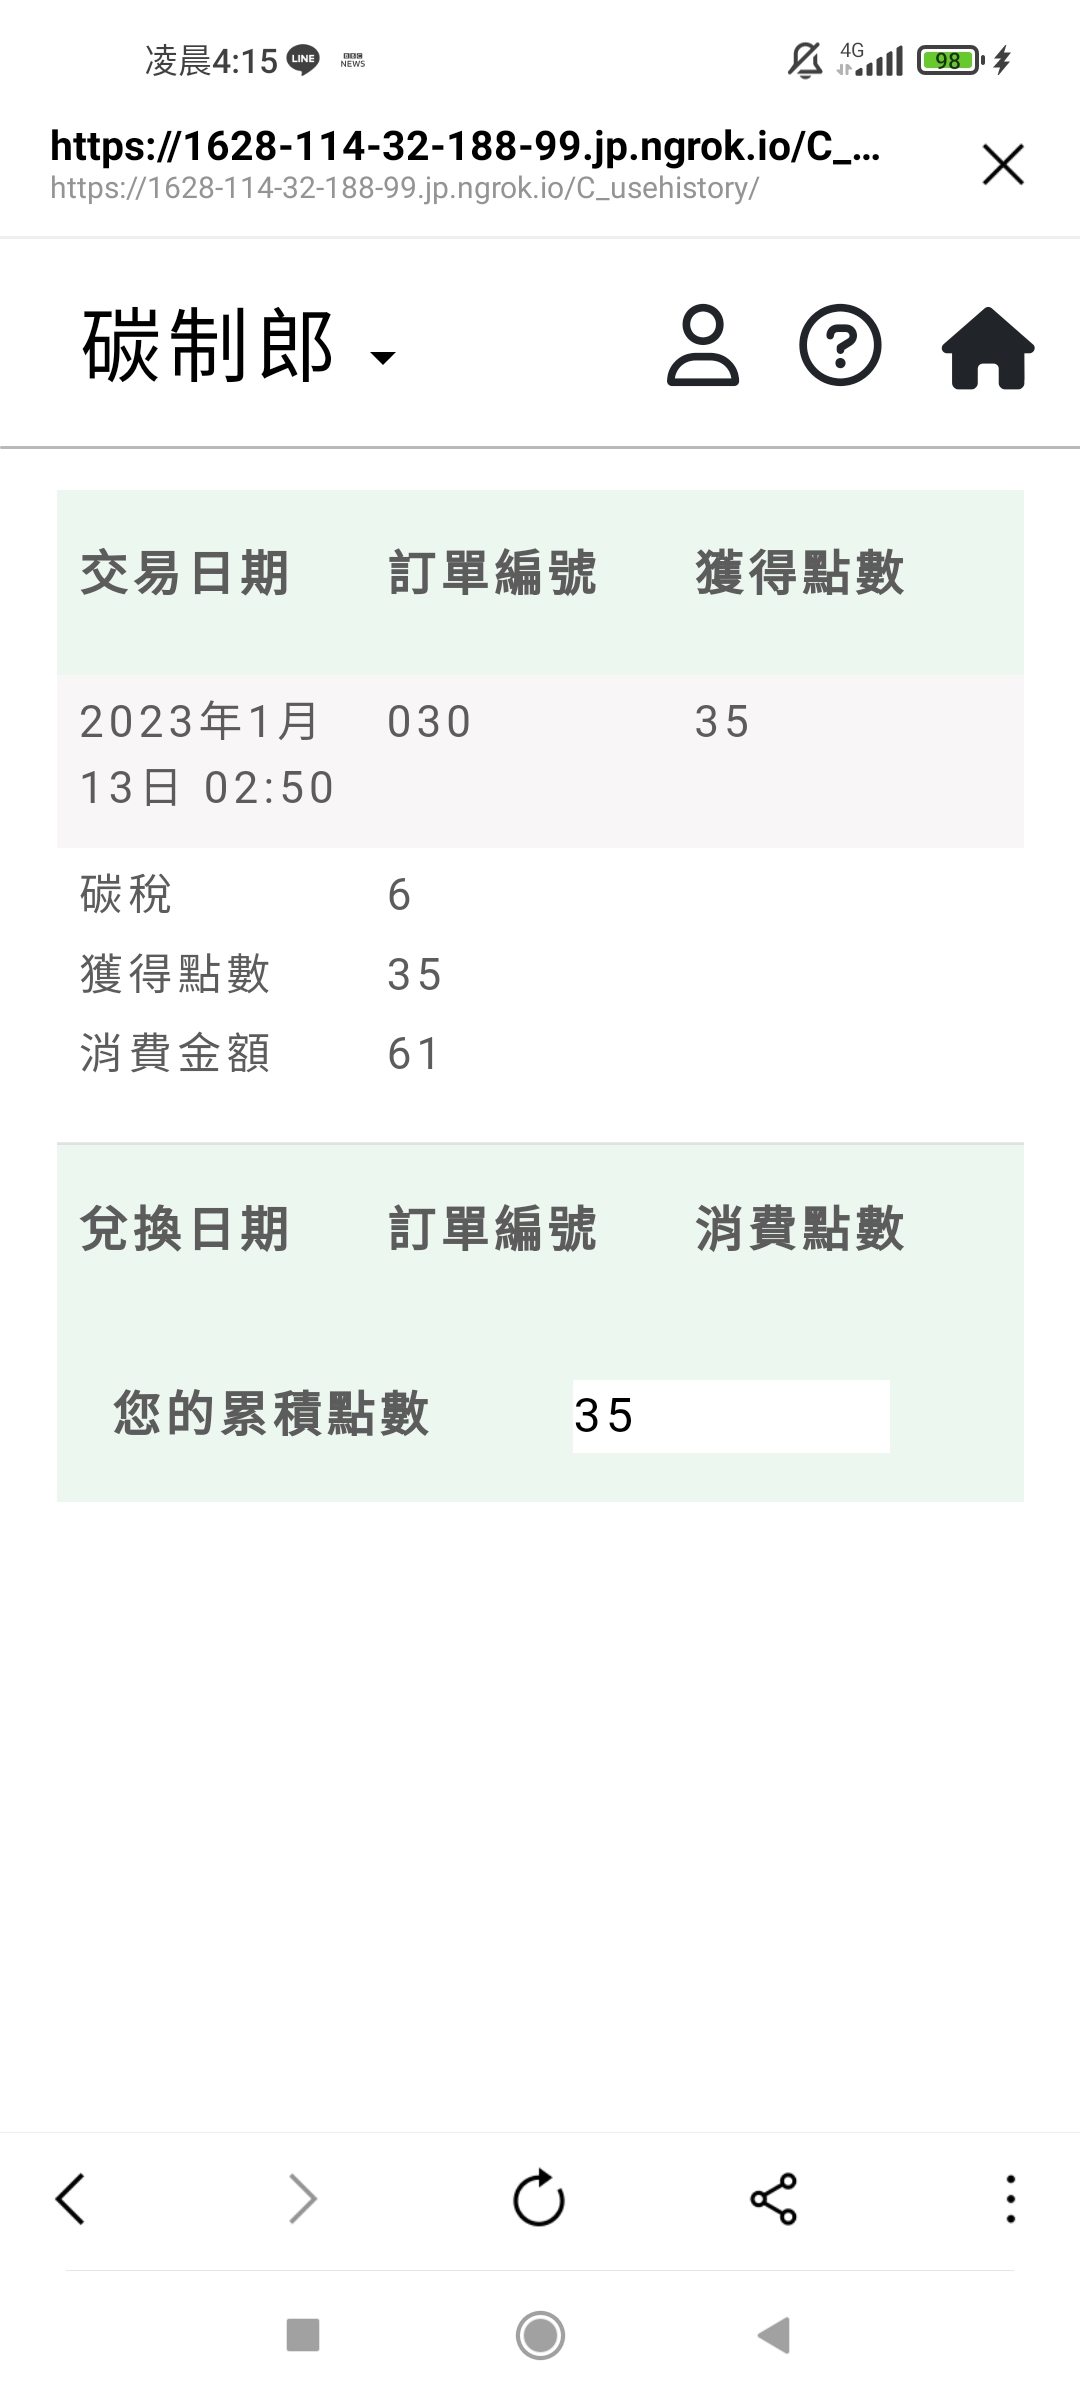 凌晨4:15 LINE BBC NEWS 4G 98
https://1628-114-32-188-99.jp.ngrok.io/C_...
https://1628-114-32-188-99.jp.ngrok.io/C_usehistory/
碳制郎
交易日期 訂單編號 獲得點數
2023年1月 030 35
13日 02:50
碳稅 6
獲得點數 35
消費金額 61
兌換日期 訂單編號 消費點數
您的累積點數 35